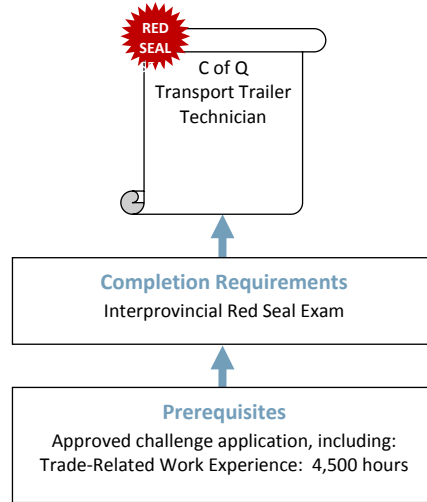 RED
SEAL
C of Q
Transport Trailer
Technician
Completion Requirements
Interprovincial Red Seal Exam
Prerequisites
Approved challenge application, including:
Trade-Related Work Experience:  4,500 hours